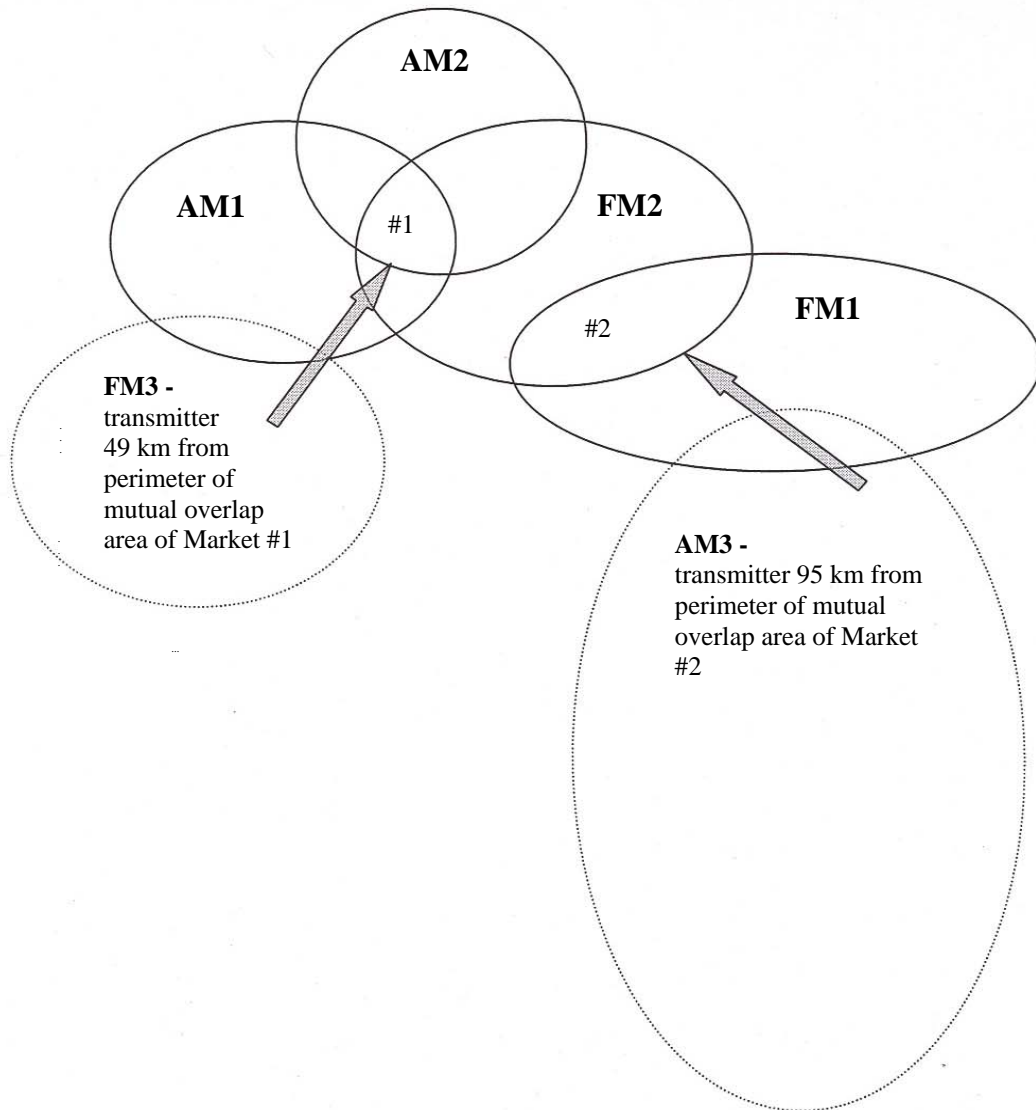 AM2
AM1
FM2
#1
FM1
#2
FM3 -
transmitter
49 km from
perimeter of
mutual overlap
area of Market #1
AM3 -
transmitter 95 km from
perimeter of mutual
overlap area of Market
#2